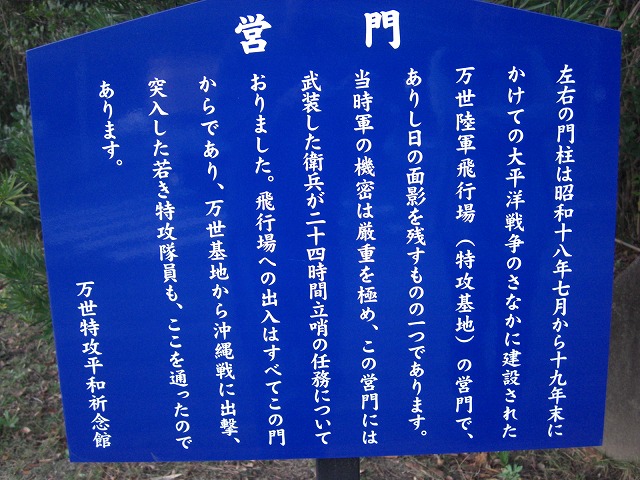 営門
左右の門柱は昭和十八年七月から十九年末に
かけての大平洋戦争のさなかに建設された
万世陸軍飛行場（特攻基地）の営門で、
ありし日の面影を残すものの一つであります。
当時軍の機密は厳重を極め、この営門には
武装した衛兵が二十四時間立哨の任務について
おりました。飛行場への出入はすべてこの門
からであり、万世基地から沖縄戦に出撃、
突入した若き特攻隊員も、ここを通ったので
あります。
万世特攻平和祈念館